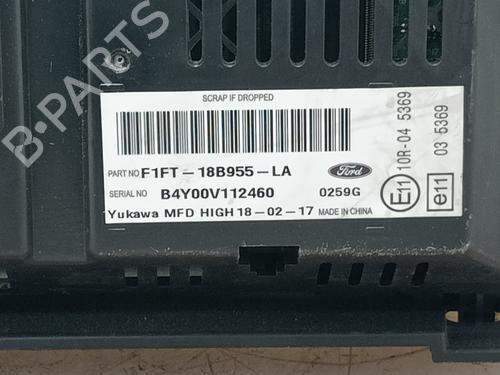 B-PARTS
SCRAP IF DROPPED
PART NO F1FT-18B955-LA
Ford
SERIAL NO B4Y00V112460 0259G
Yukawa MFD HIGH 18-02-17 MADE IN CHINA
E11 10R-04 5369
e11 03 5369